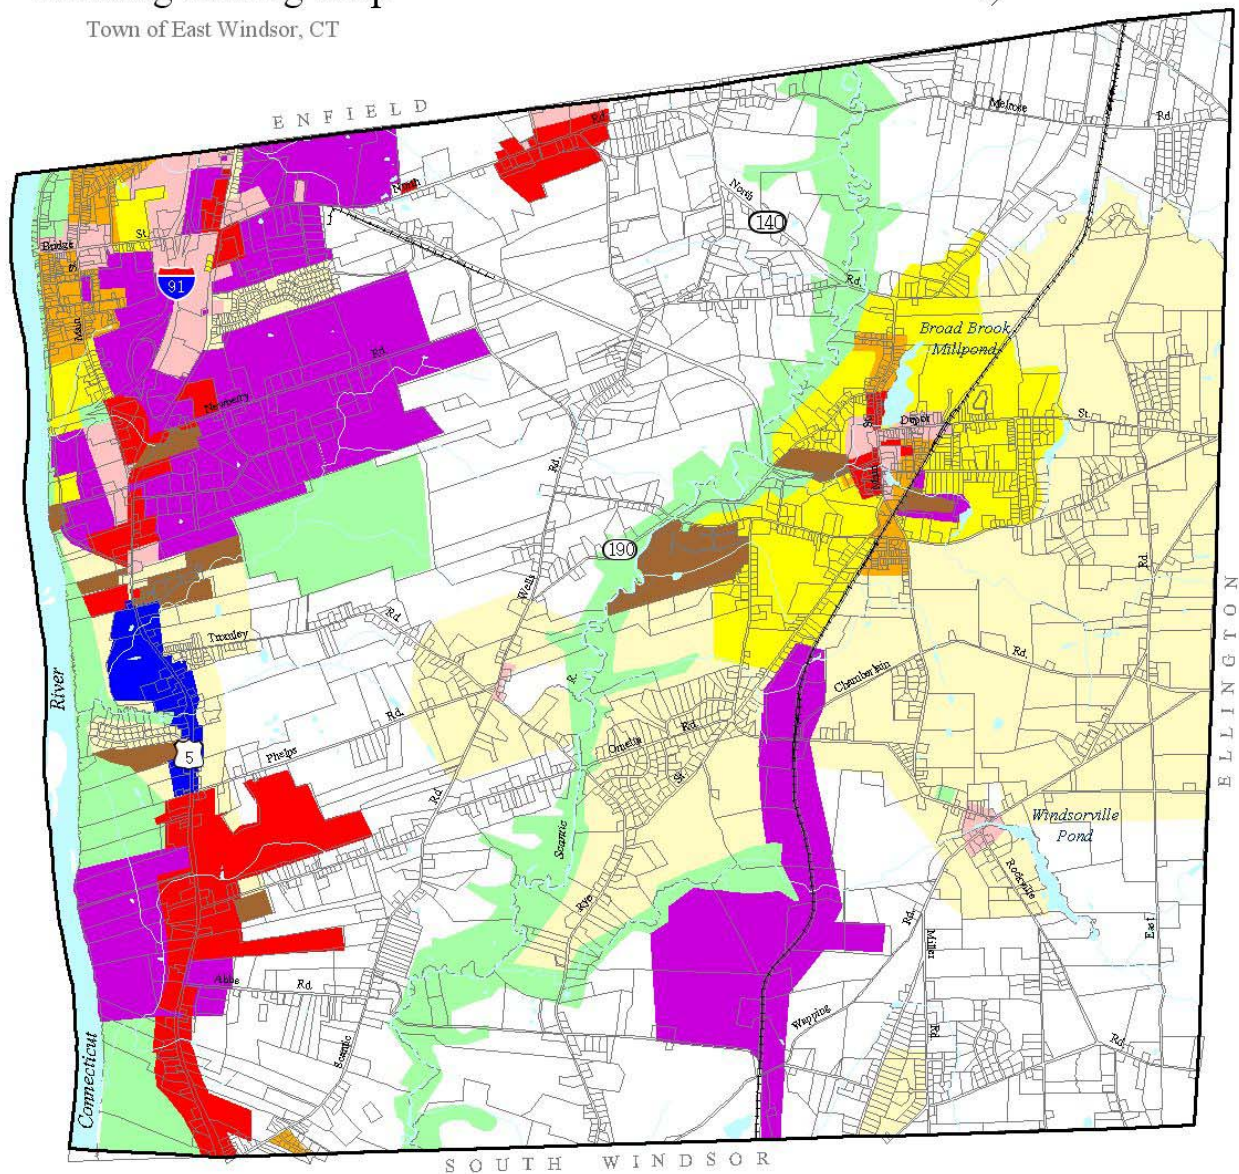 Town of East Windsor, CT
ENFIELD
Melrose
Rd.
Rd.
North
North
140
Bridge
St.
St.
91
Main
Rd.
Broad Brook
Millpond
Rd.
Newberry
Depot
St.
Main
Rd.
190
Wells
Rd.
ELLINGTON
Rd.
Tromley
Rd.
Chamberlain
River
R.
Rd.
Omelia
Rd.
5
Phelps
St.
Rd.
Windsorville
Pond
Scantic
Rockville
Rye
Rd.
Miller
East
Abbe
Rd.
Wapping
Rd.
Rd.
Connecticut
Scantic
SOUTH WINDSOR